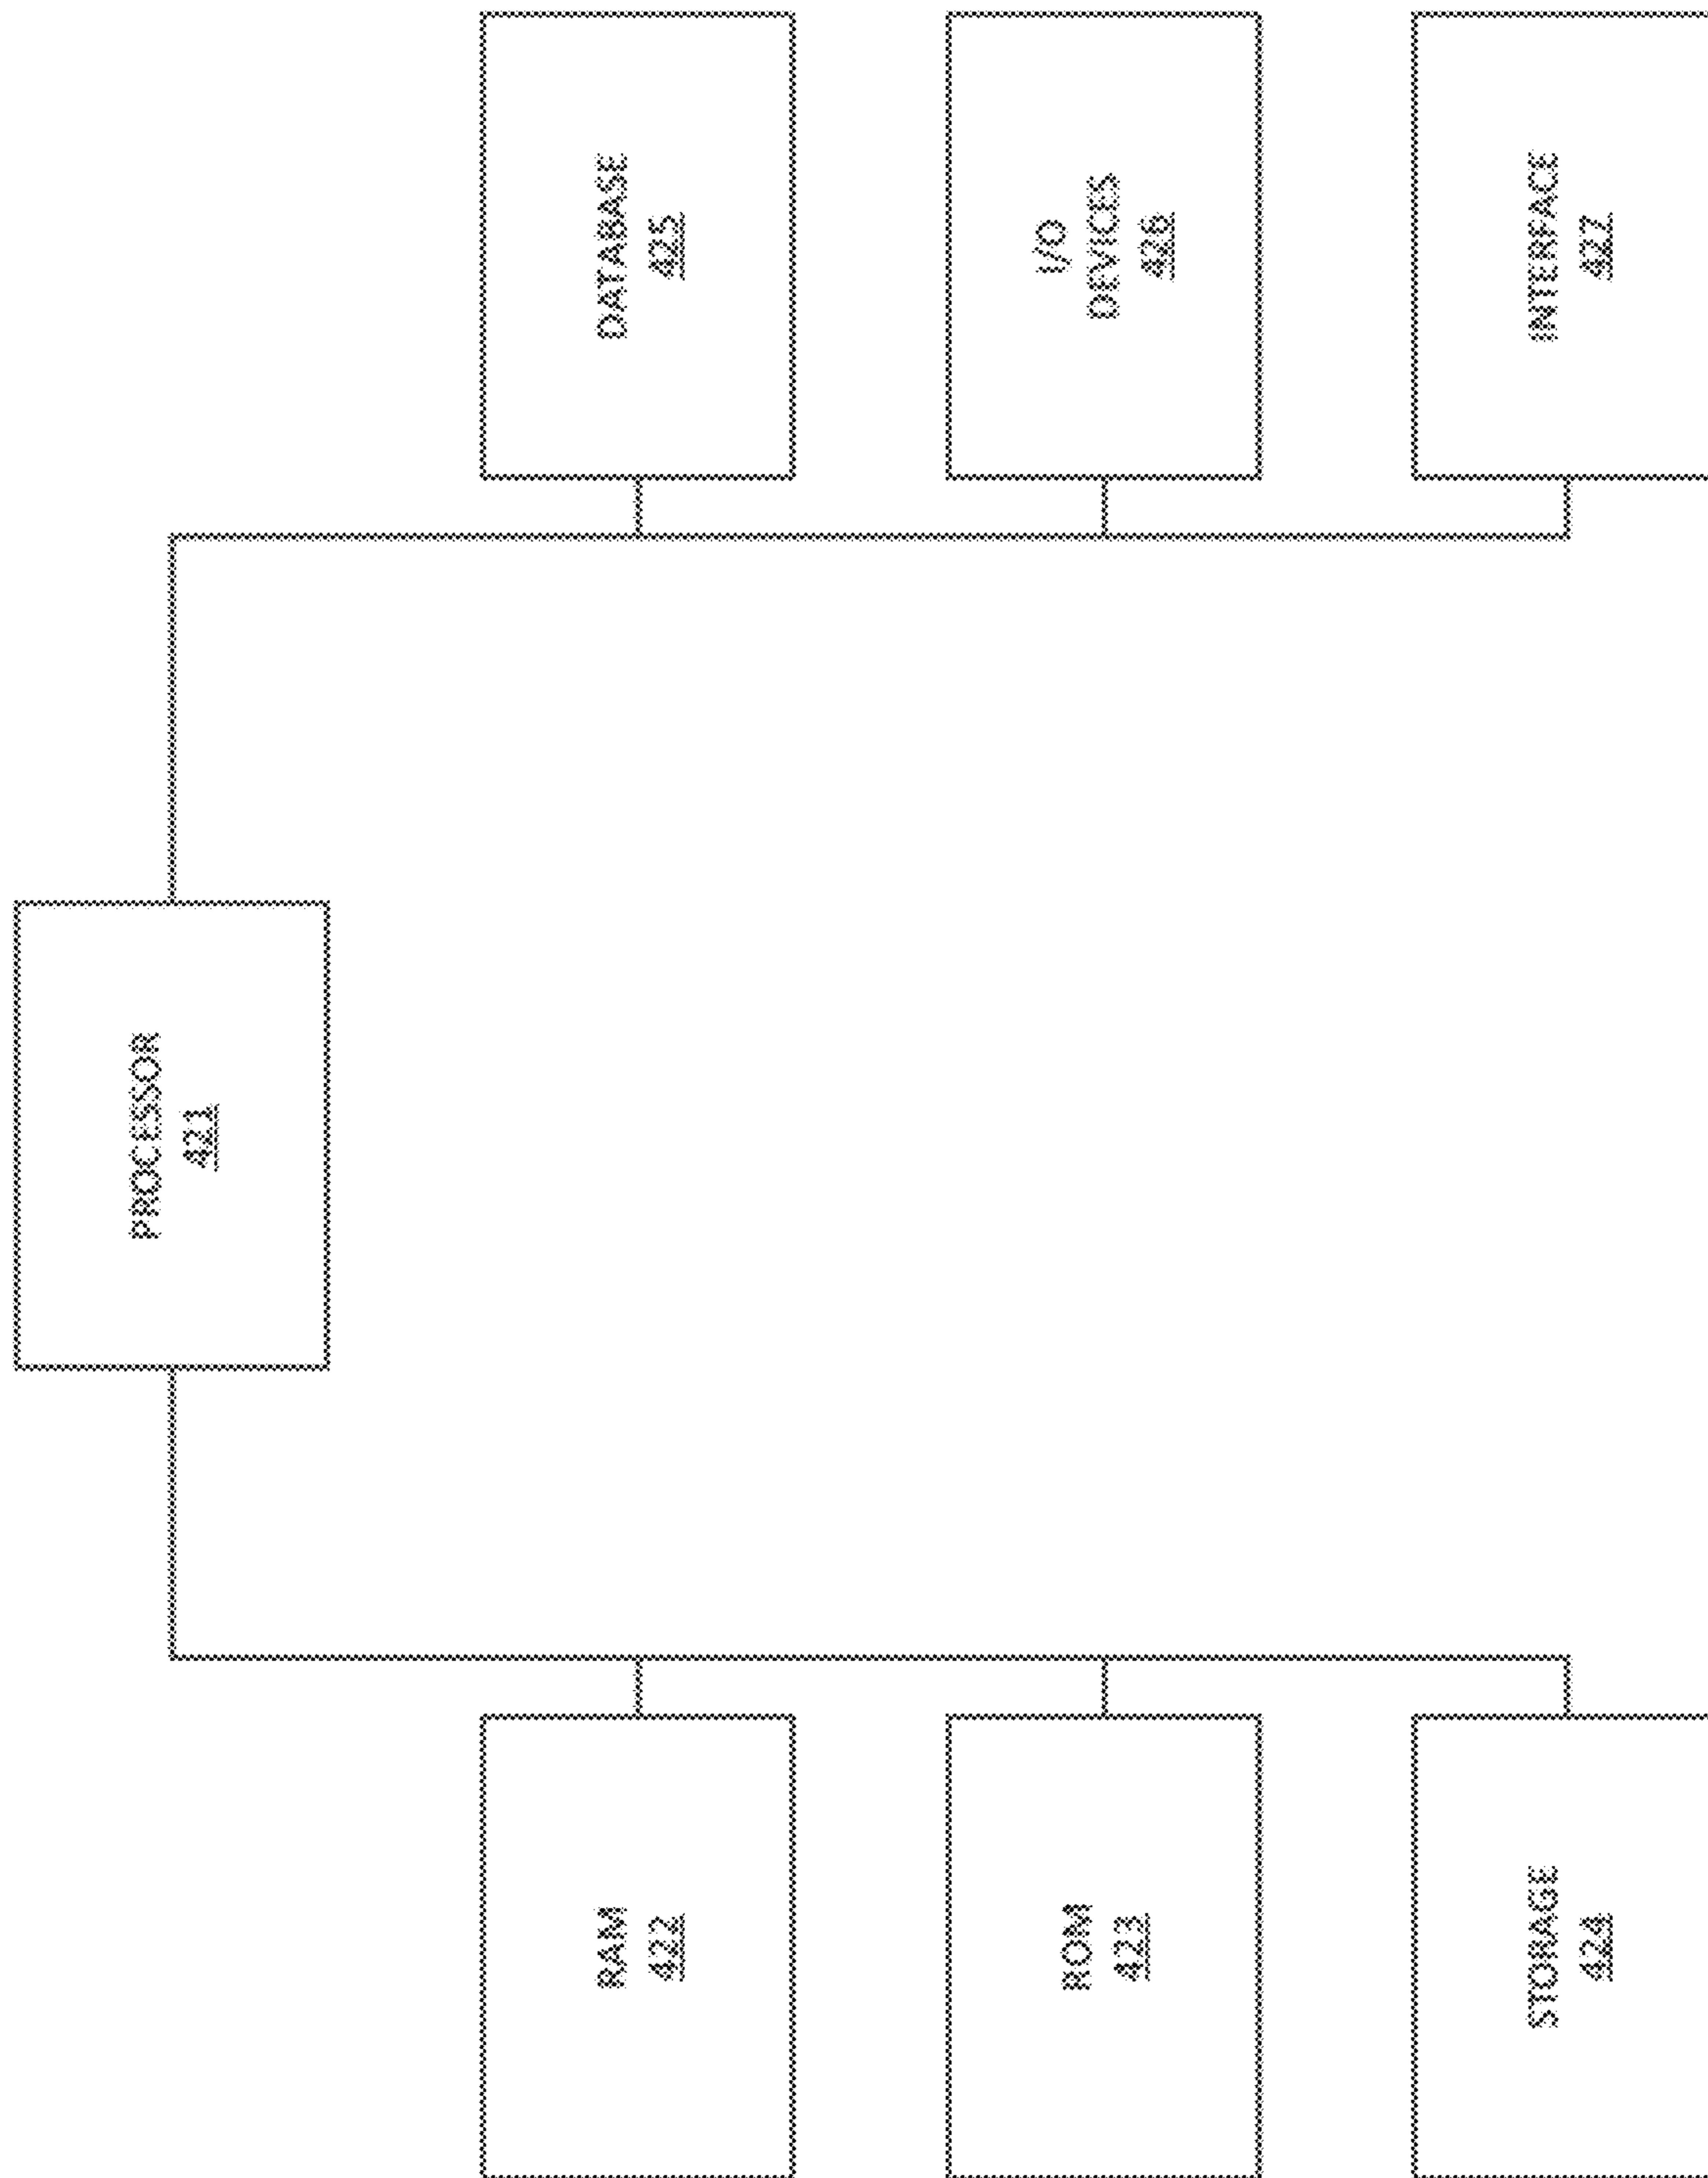 PROCESSOR
421
RAM
422
ROM
423
STORAGE
424
DATABASE
425
I/O
DEVICES
426
INTERFACE
427